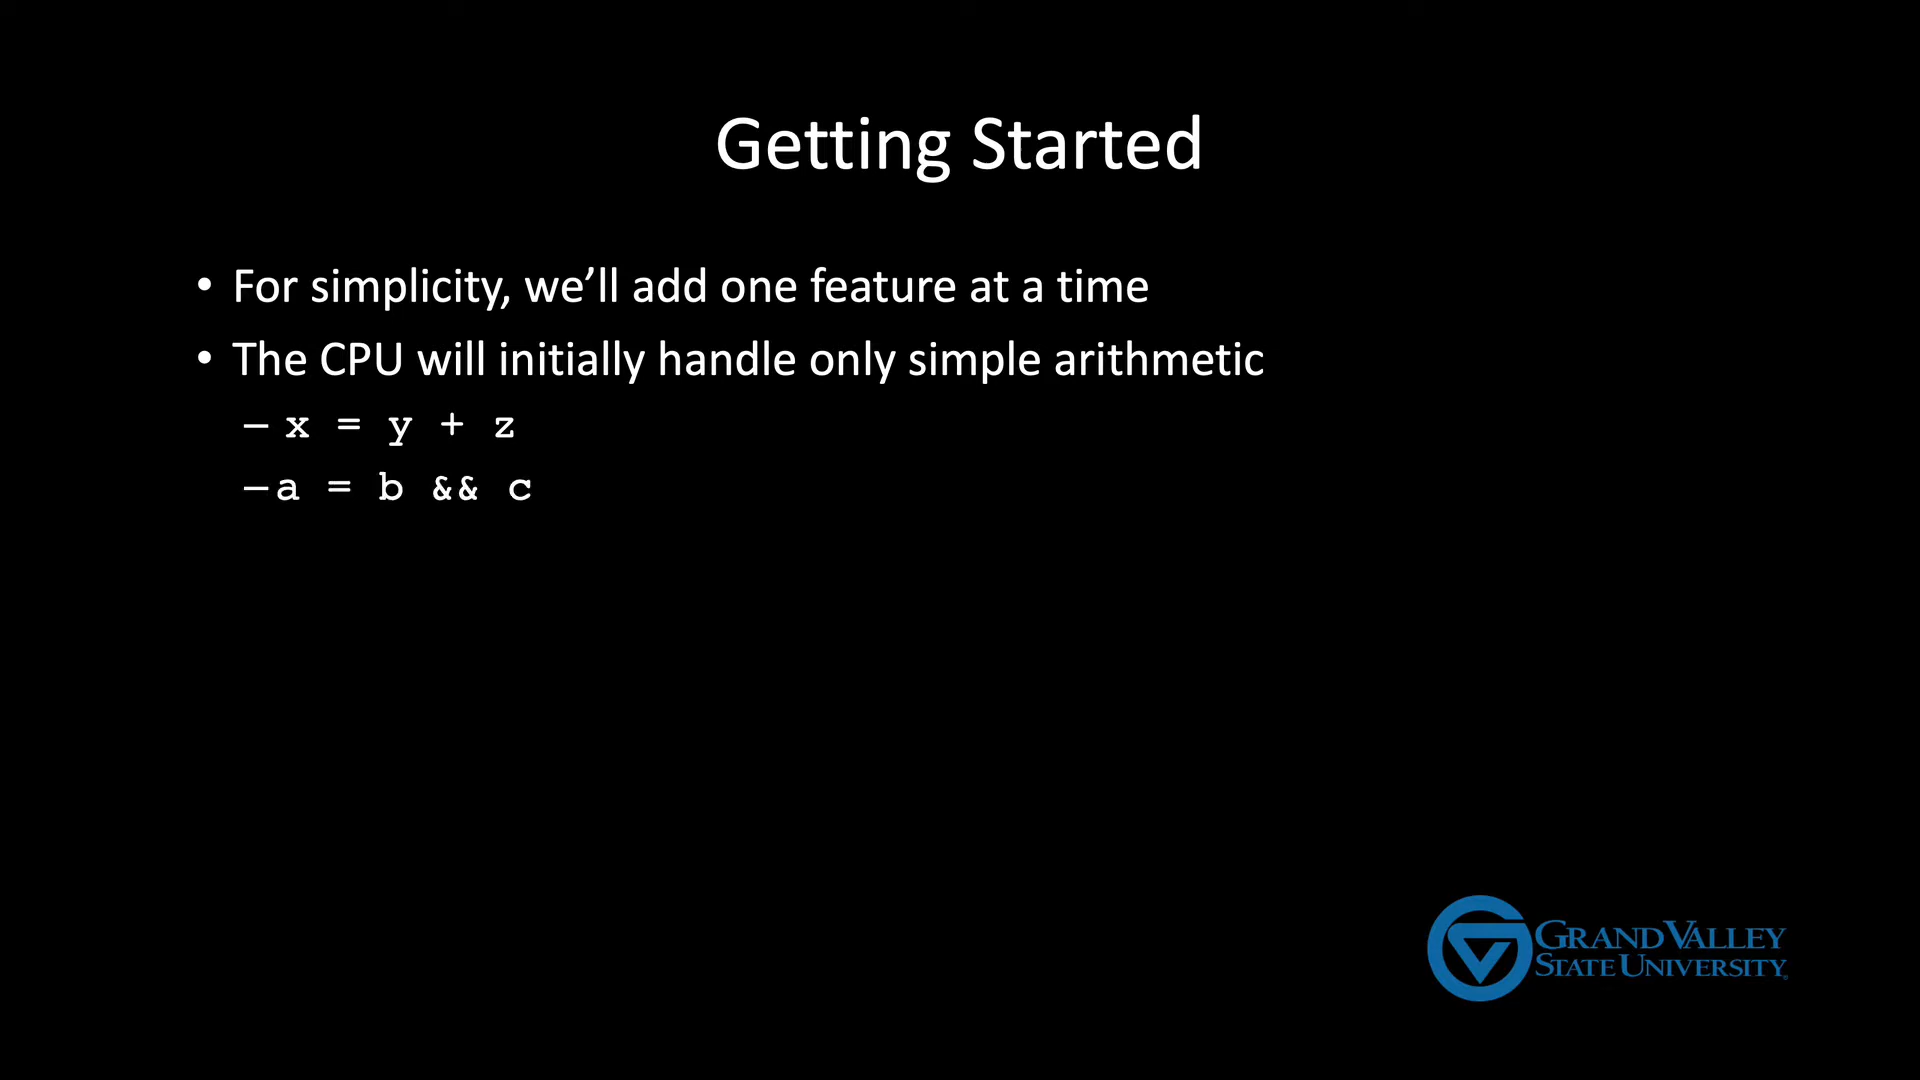 Getting Started
• For simplicity, we’ll add one feature at a time
• The CPU will initially handle only simple arithmetic
– x = y + z
–a = b && c
GRAND VALLEY
STATE UNIVERSITY